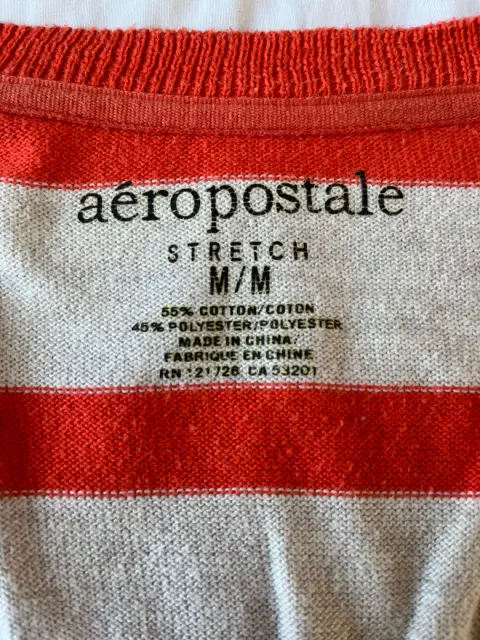 aéropostale
STRETCH
M/M
55% COTTON/COTON
45% POLYESTER/POLYESTER
MADE IN CHINA/
FABRIQUE EN CHINE
RN 121726 CA 53201